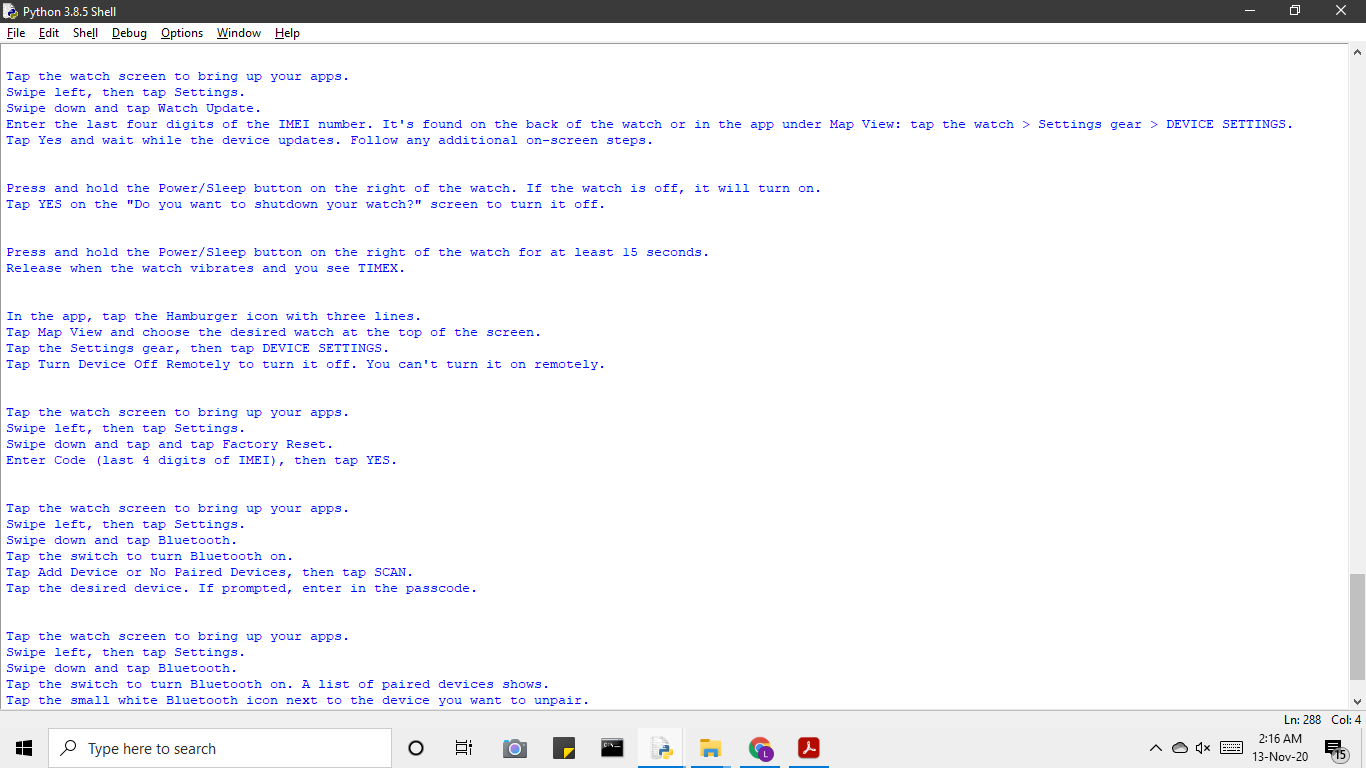 Python 3.8.5 Shell
File Edit Shell Debug Options Window Help
Tap the watch screen to bring up your apps.
Swipe left, then tap Settings.
Swipe down and tap Watch Update.
Enter the last four digits of the IMEI number. It's found on the back of the watch or in the app under Map View: tap the watch > Settings gear > DEVICE SETTINGS.
Tap Yes and wait while the device updates. Follow any additional on-screen steps.
Press and hold the Power/Sleep button on the right of the watch. If the watch is off, it will turn on.
Tap YES on the "Do you want to shutdown your watch?" screen to turn it off.
Press and hold the Power/Sleep button on the right of the watch for at least 15 seconds.
Release when the watch vibrates and you see TIMEX.
In the app, tap the Hamburger icon with three lines.
Tap Map View and choose the desired watch at the top of the screen.
Tap the Settings gear, then tap DEVICE SETTINGS.
Tap Turn Device Off Remotely to turn it off. You can't turn it on remotely.
Tap the watch screen to bring up your apps.
Swipe left, then tap Settings.
Swipe down and tap and tap Factory Reset.
Enter Code (last 4 digits of IMEI), then tap YES.
Tap the watch screen to bring up your apps.
Swipe left, then tap Settings.
Swipe down and tap Bluetooth.
Tap the switch to turn Bluetooth on.
Tap Add Device or No Paired Devices, then tap SCAN.
Tap the desired device. If prompted, enter in the passcode.
Tap the watch screen to bring up your apps.
Swipe left, then tap Settings.
Swipe down and tap Bluetooth.
Tap the switch to turn Bluetooth on. A list of paired devices shows.
Tap the small white Bluetooth icon next to the device you want to unpair.
Ln: 288 Col: 4
Type here to search
L
2:16 AM
13-Nov-20
15